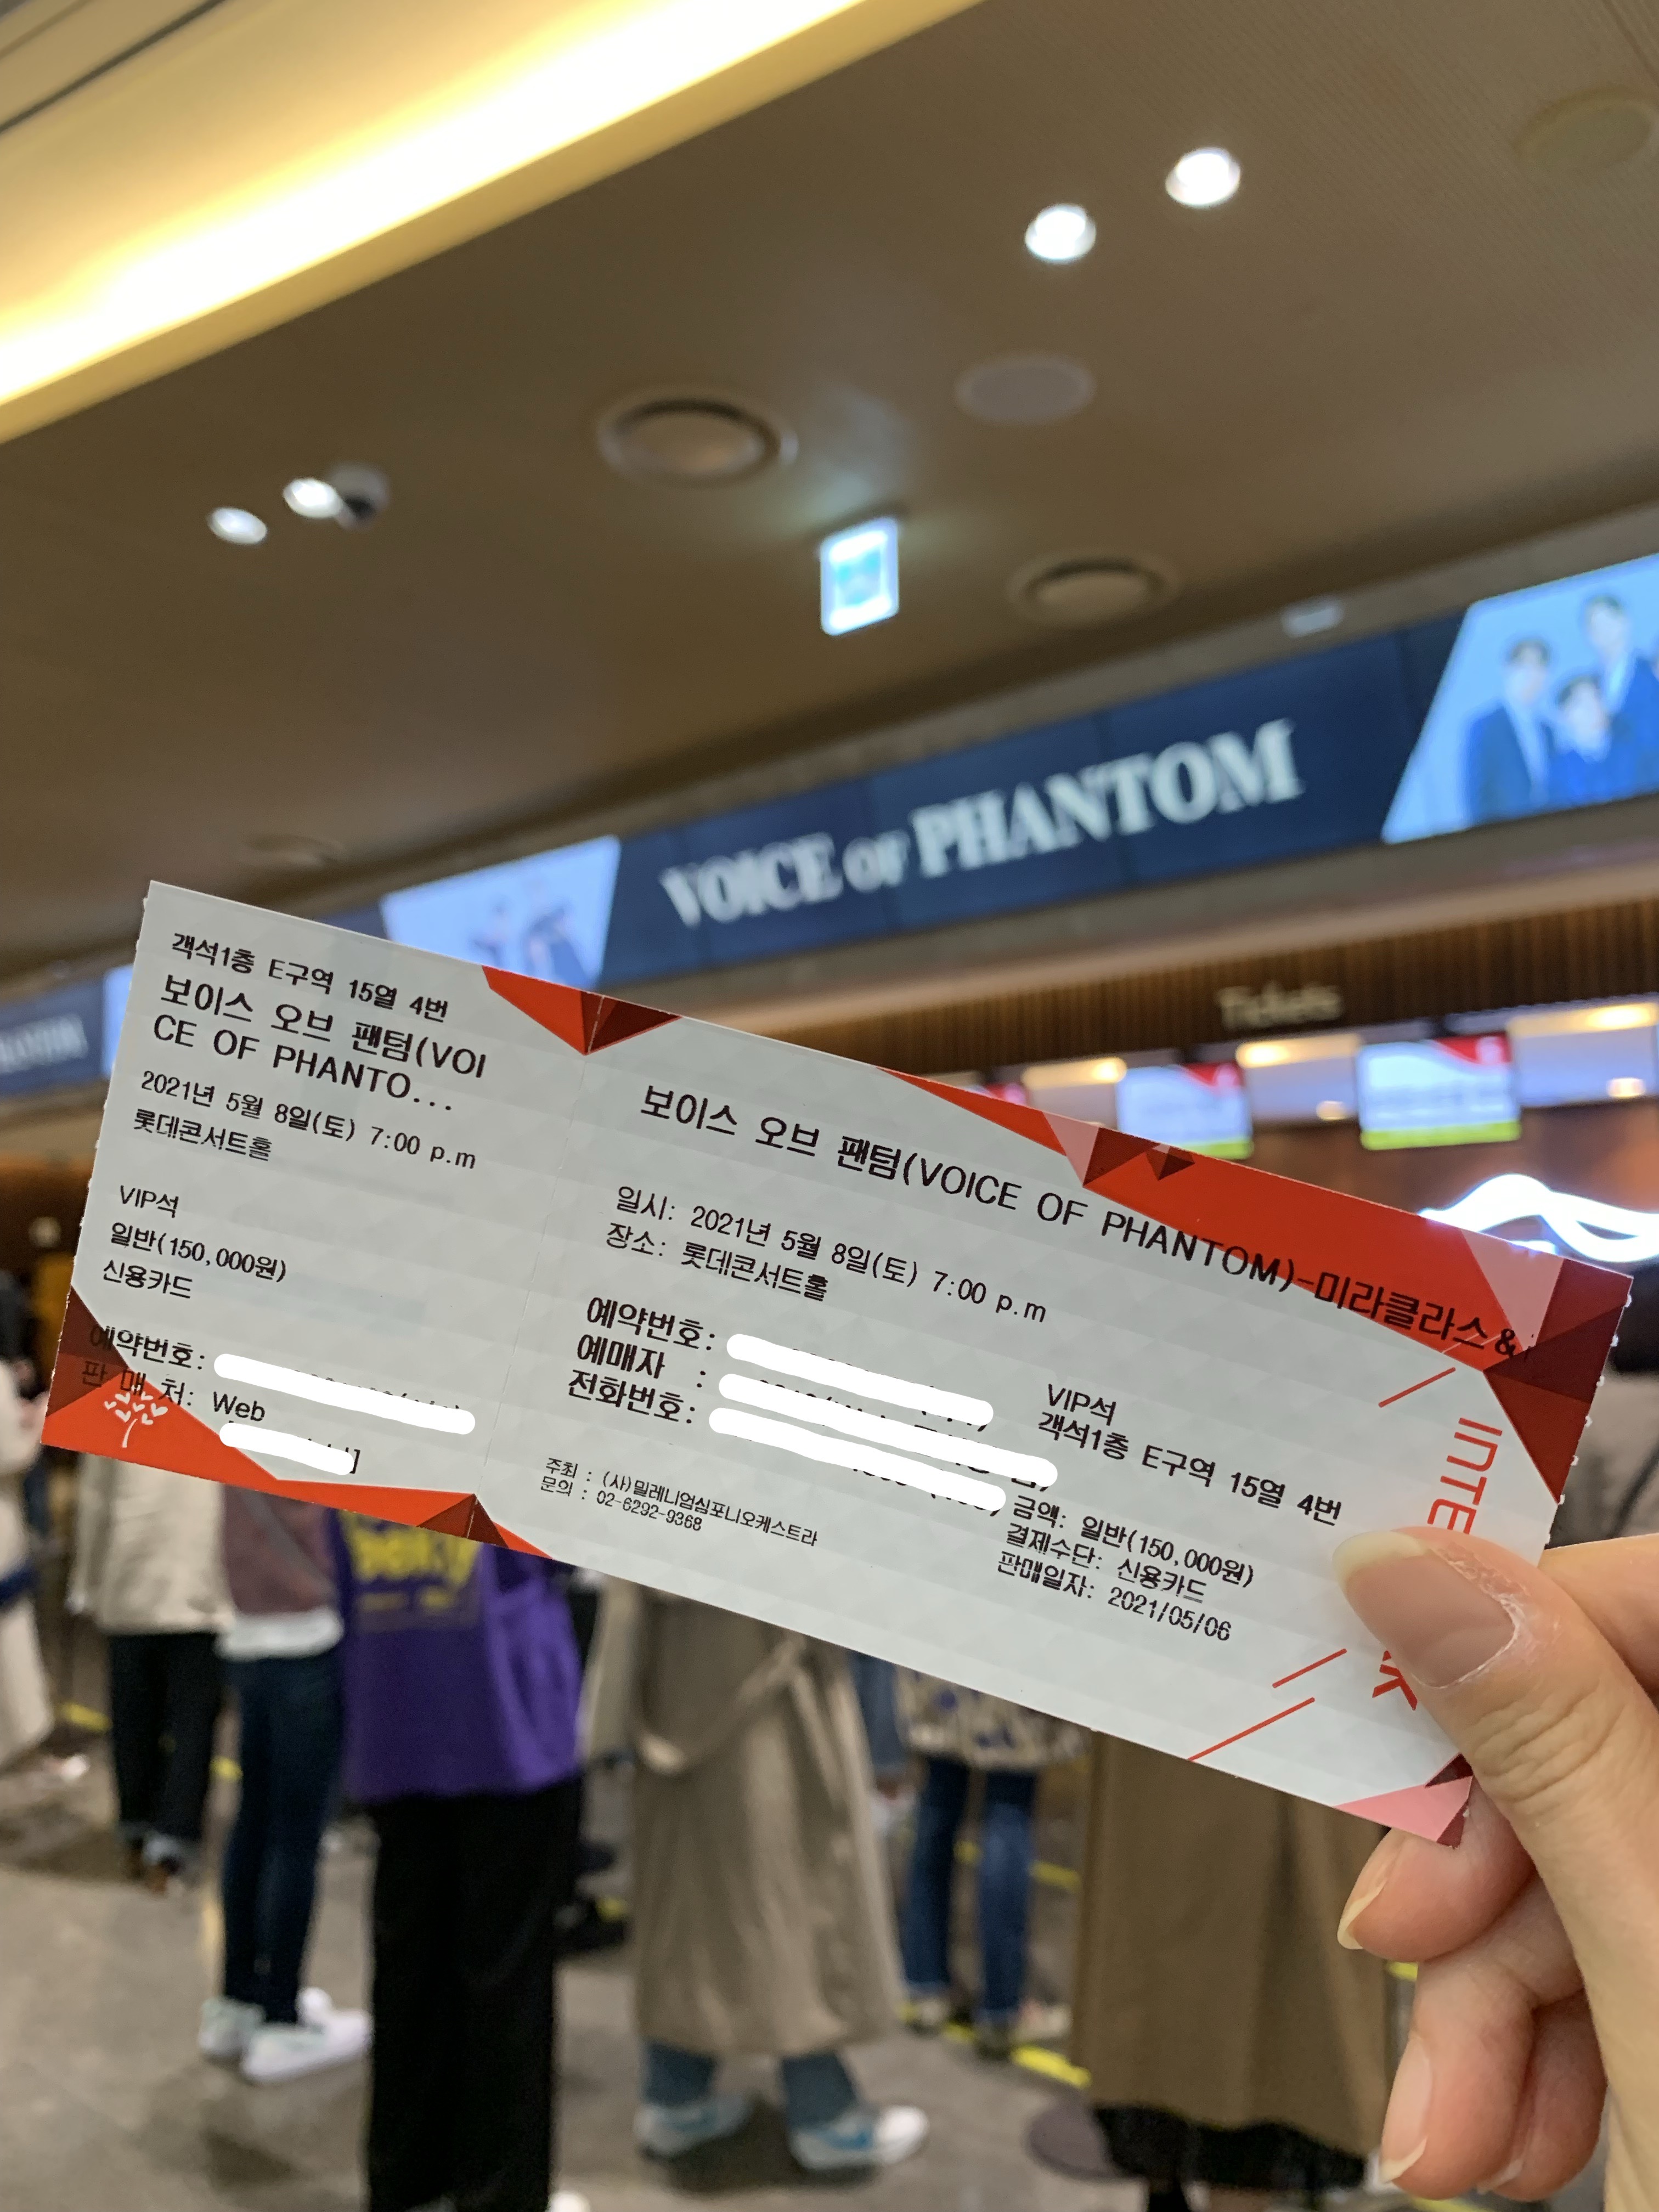 VOICE OF PHANTOM
Tickets
객석1층 E구역 15열 4번
보이스 오브 팬텀(VOI
CE OF PHANTO...
2021년 5월 8일(토) 7:00 p.m
롯데콘서트홀
VIP석
일반(150,000원)
신용카드
예약번호:
판 매 처: Web
보이스 오브 팬텀(VOICE OF PHANTOM)-미라클라스&
일시: 2021년 5월 8일(토) 7:00 p.m
장소: 롯데콘서트홀
예약번호:
예매자 :
전화번호:
VIP석
객석1층 E구역 15열 4번
금액: 일반(150,000원)
결제수단: 신용카드
판매일자: 2021/05/06
주최 : (사)밀레니엄심포니오케스트라
문의 : 02-6292-9368
INTE
K